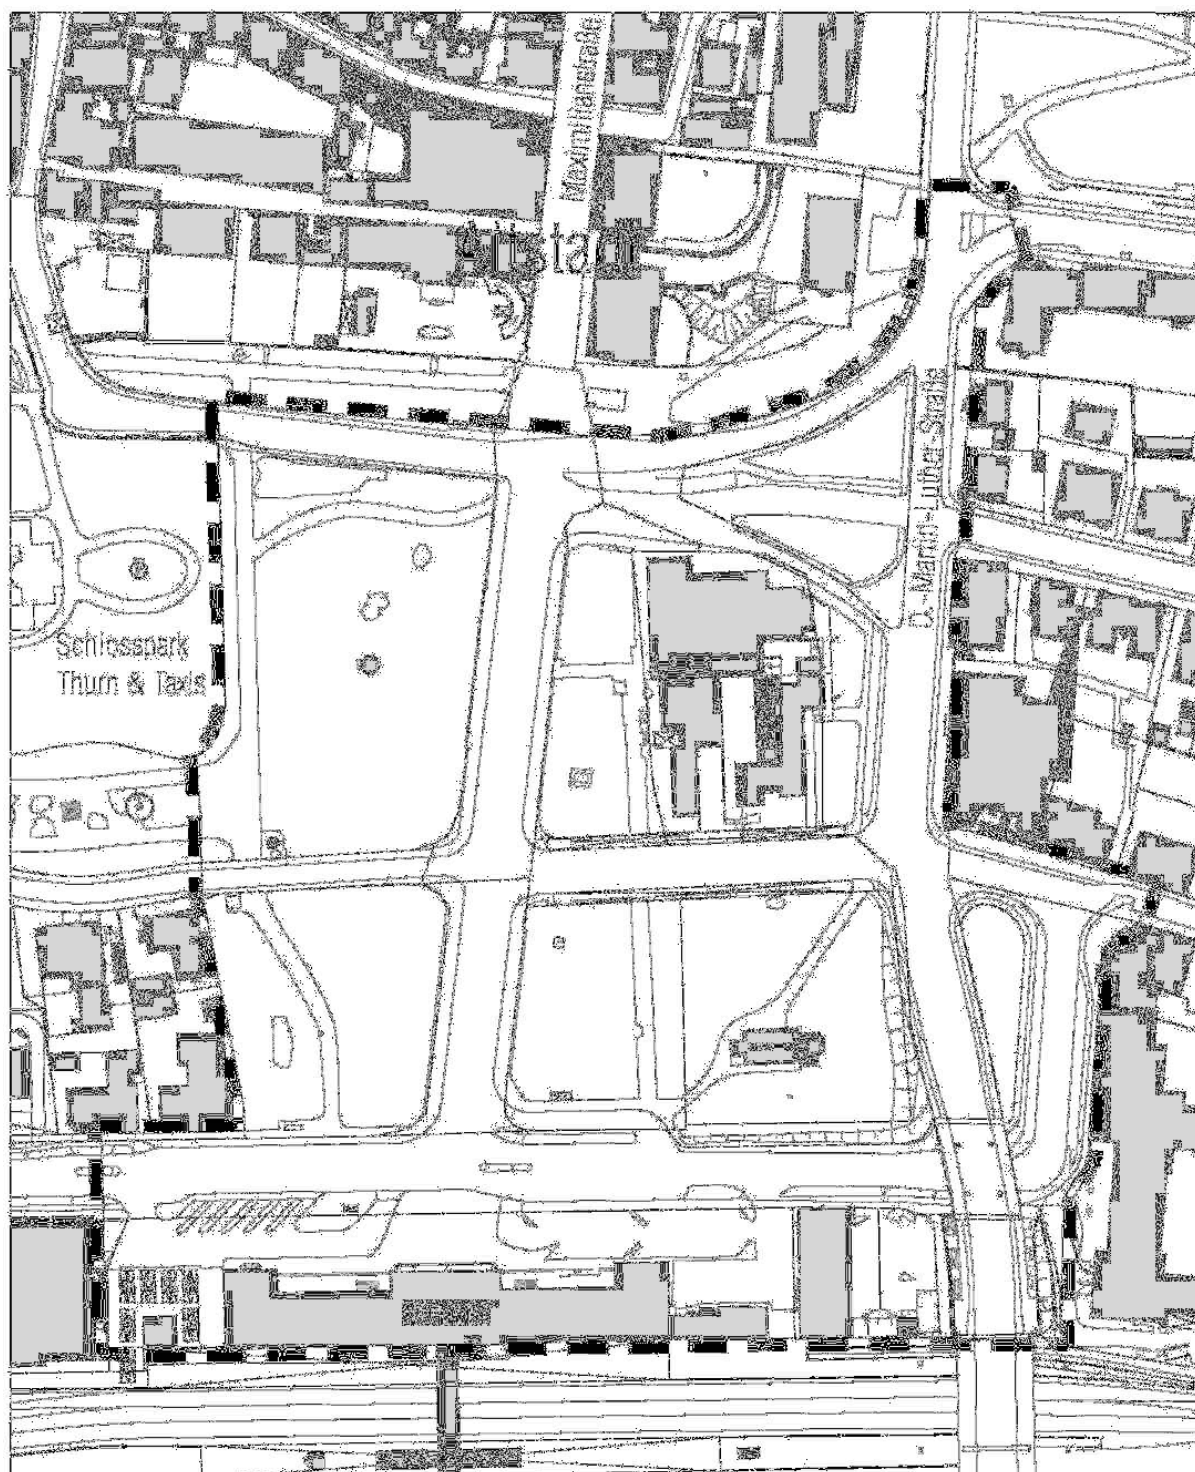 Maximilianstraße
Altstadt
D.-Martin-Luther-Straße
Schlosspark
Thurn & Taxis